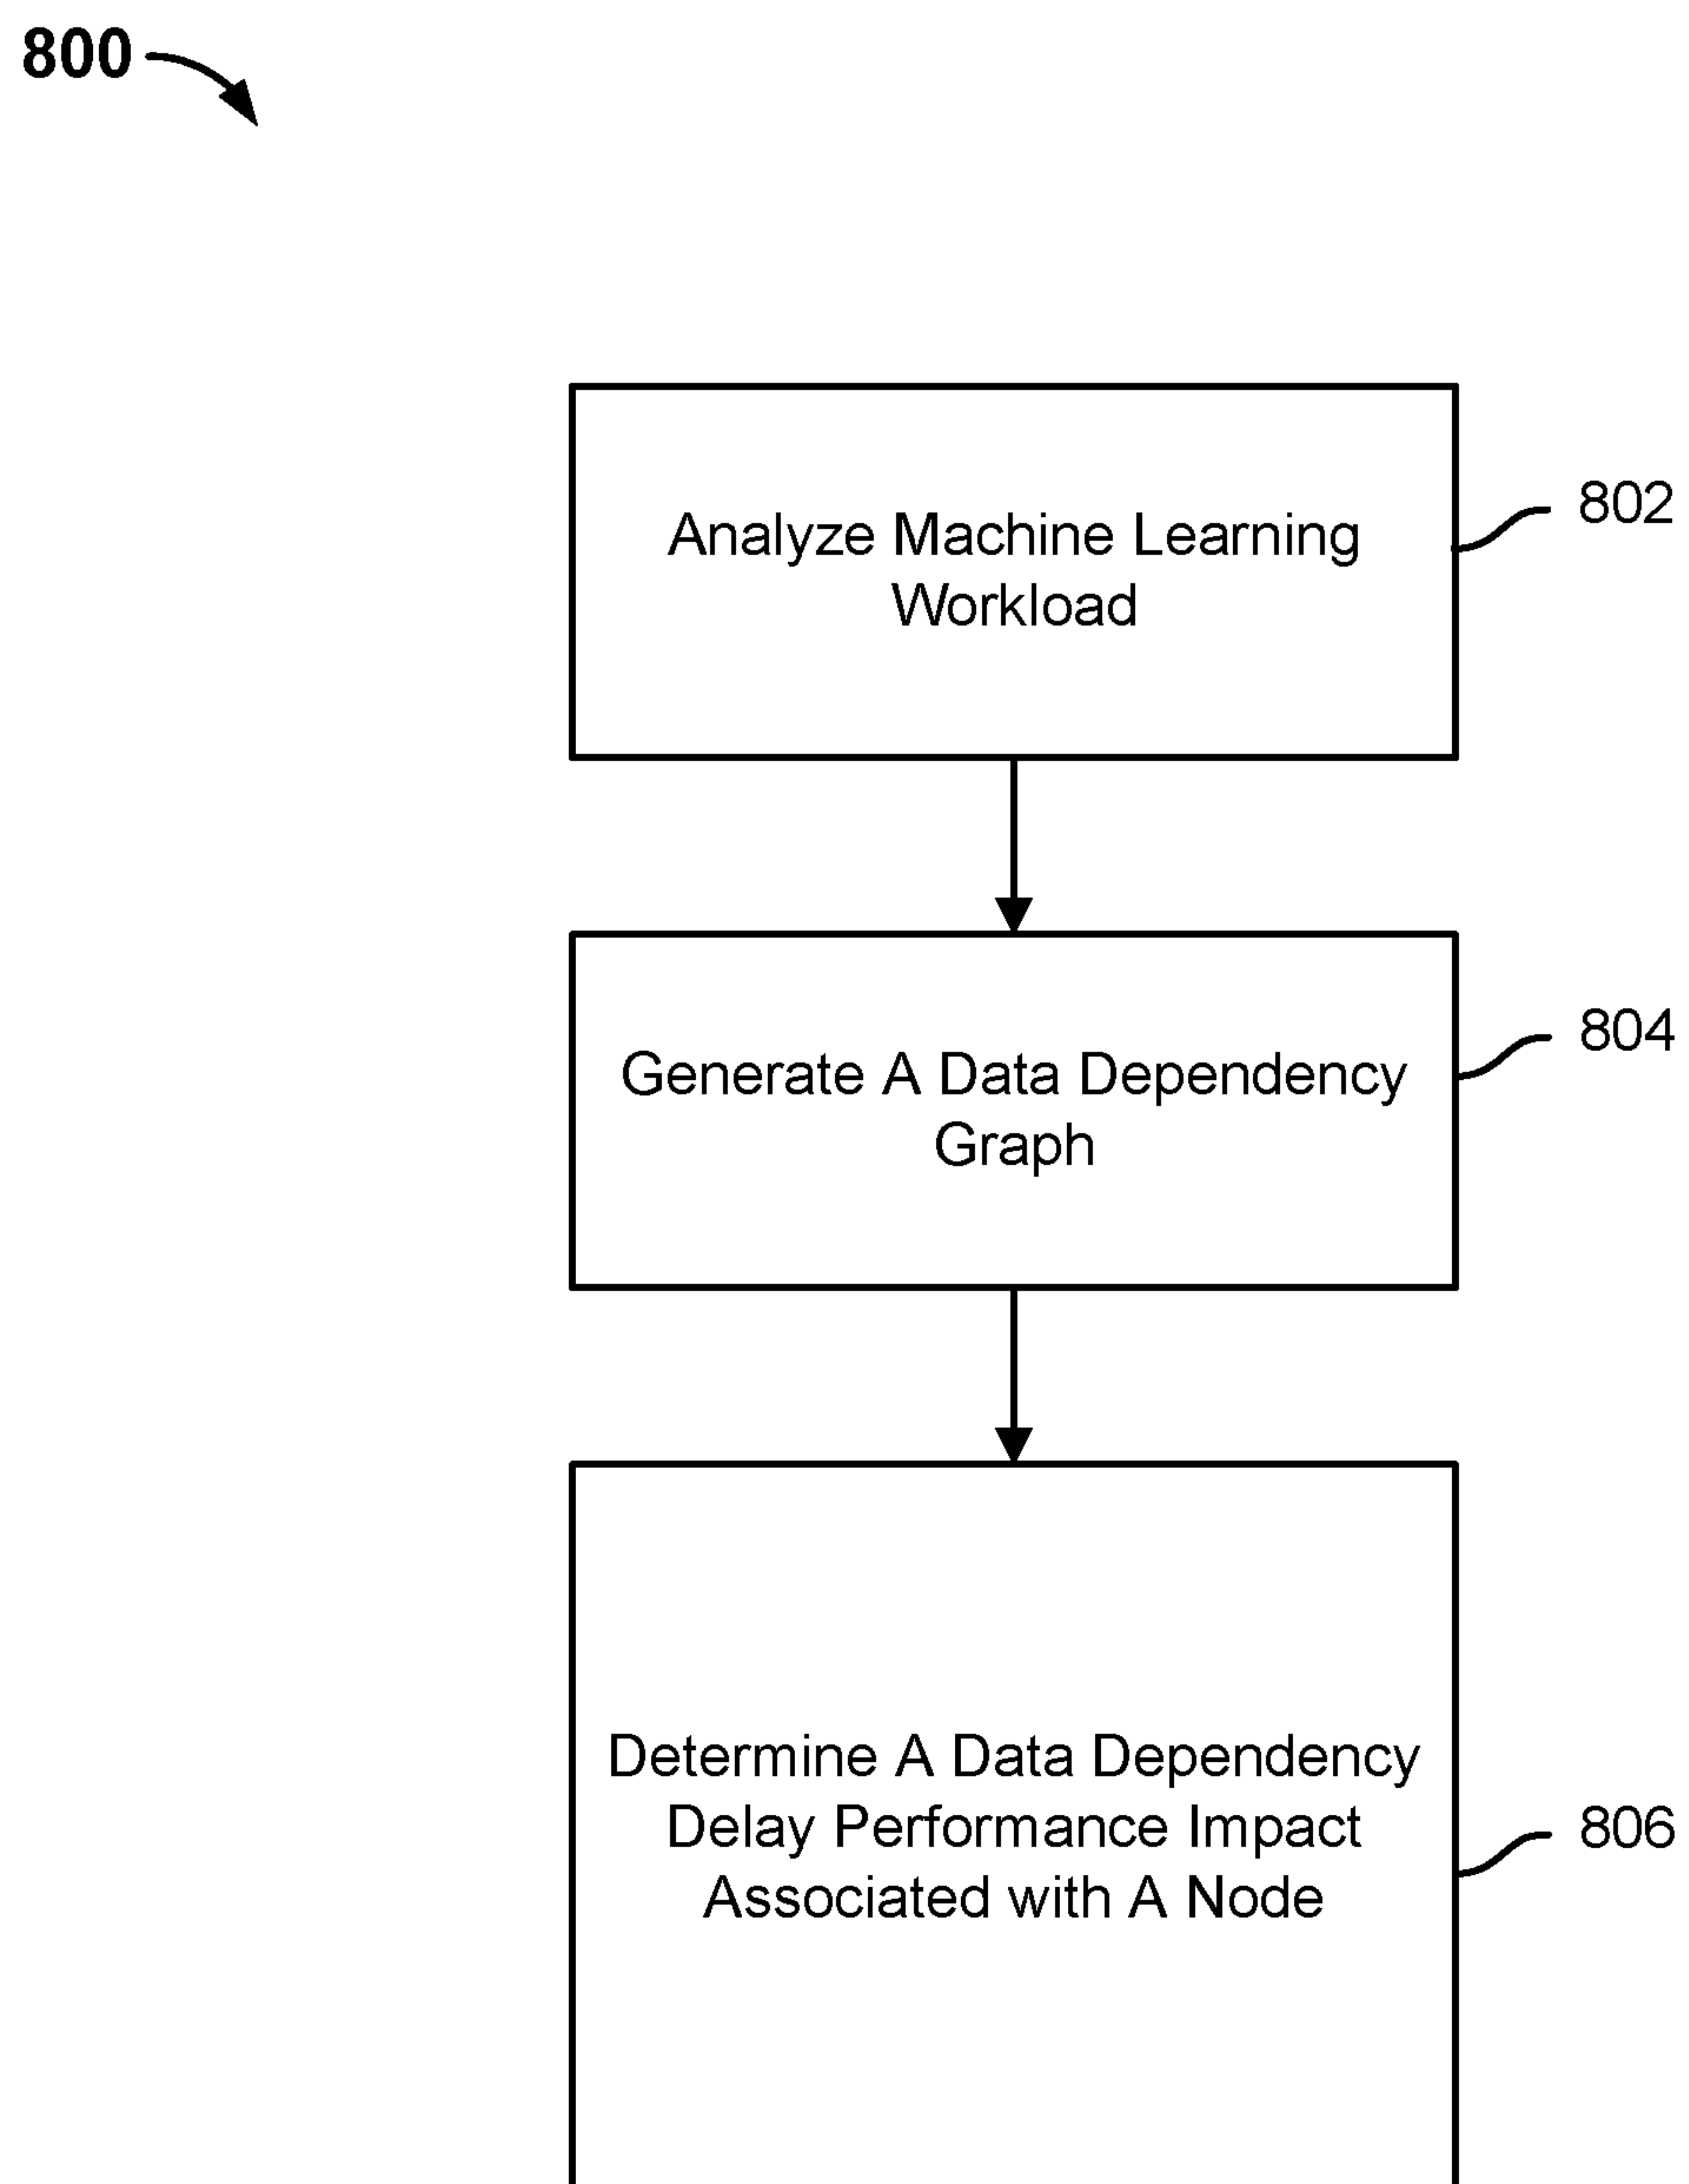 800
Analyze Machine Learning
Workload
802
Generate A Data Dependency
Graph
804
Determine A Data Dependency
Delay Performance Impact
Associated with A Node
806